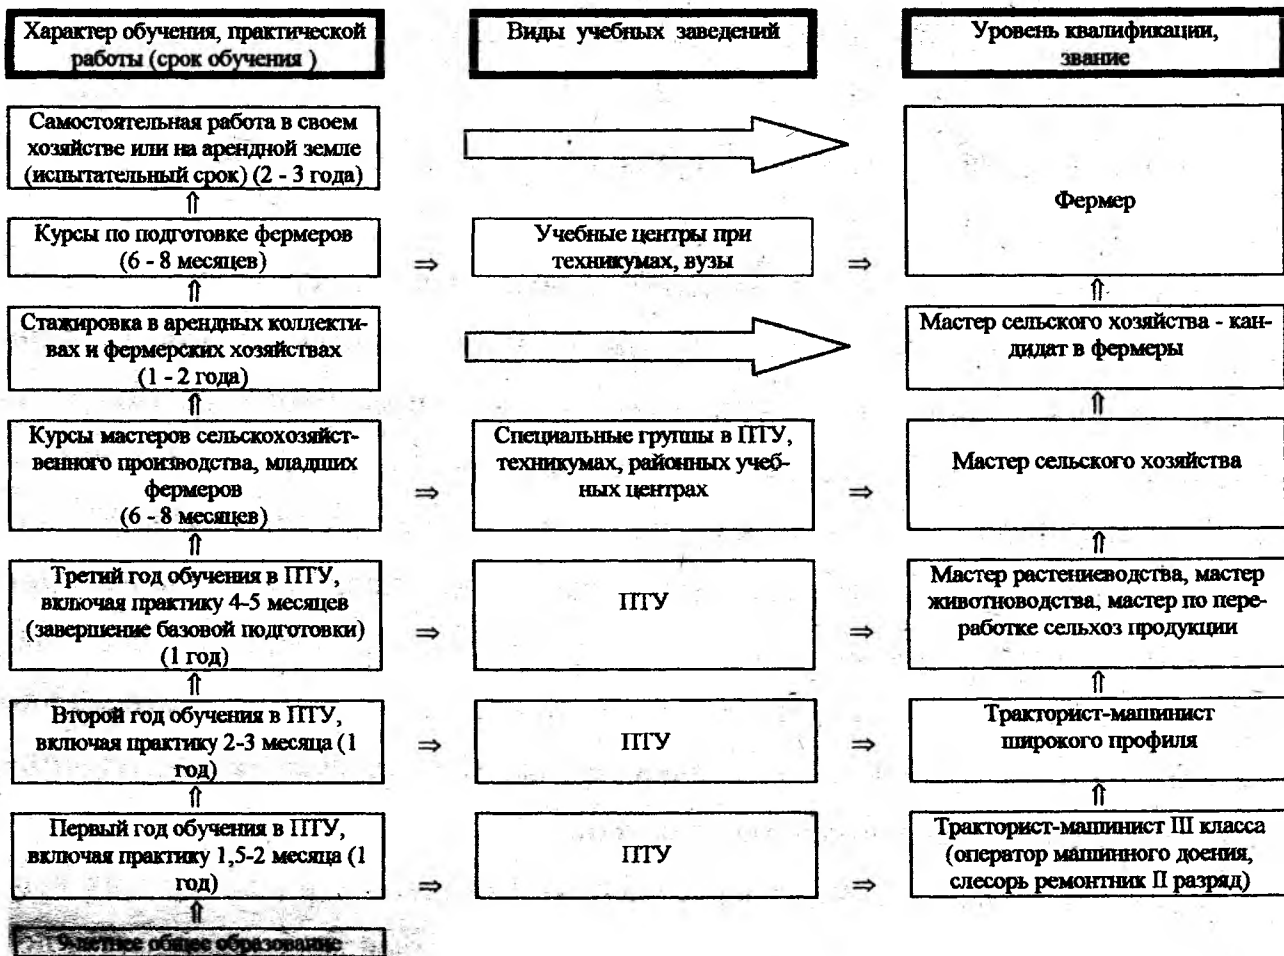 Характер обучения, практической
работы (срок обучения )
Виды учебных заведений
Уровень квалификации,
звание
Самостоятельная работа в своем
хозяйстве или на арендной земле
(испытательный срок) (2 - 3 года)
⇑
Фермер
Курсы по подготовке фермеров
(6 - 8 месяцев)
⇒
Учебные центры при
техникумах, вузы
⇒
⇑
⇑
Стажировка в арендных коллекти-
вах и фермерских хозяйствах
(1 - 2 года)
Мастер сельского хозяйства - кан-
дидат в фермеры
⇑
⇑
Курсы мастеров сельскохозяйст-
венного производства, младших
фермеров
(6 - 8 месяцев)
⇒
Специальные группы в ПТУ,
техникумах, районных учеб-
ных центрах
⇒
Мастер сельского хозяйства
⇑
⇑
Третий год обучения в ПТУ,
включая практику 4-5 месяцев
(завершение базовой подготовки)
(1 год)
⇒
ПТУ
⇒
Мастер растениеводства, мастер
животноводства, мастер по пере-
работке сельхоз продукции
⇑
⇑
Второй год обучения в ПТУ,
включая практику 2-3 месяца (1
год)
⇒
ПТУ
⇒
Тракторист-машинист
широкого профиля
⇑
⇑
Первый год обучения в ПТУ,
включая практику 1,5-2 месяца (1
год)
⇒
ПТУ
⇒
Тракторист-машинист III класса
(оператор машинного доения,
слесорь ремонтник II разряд)
⇑
9-летнее общее образование